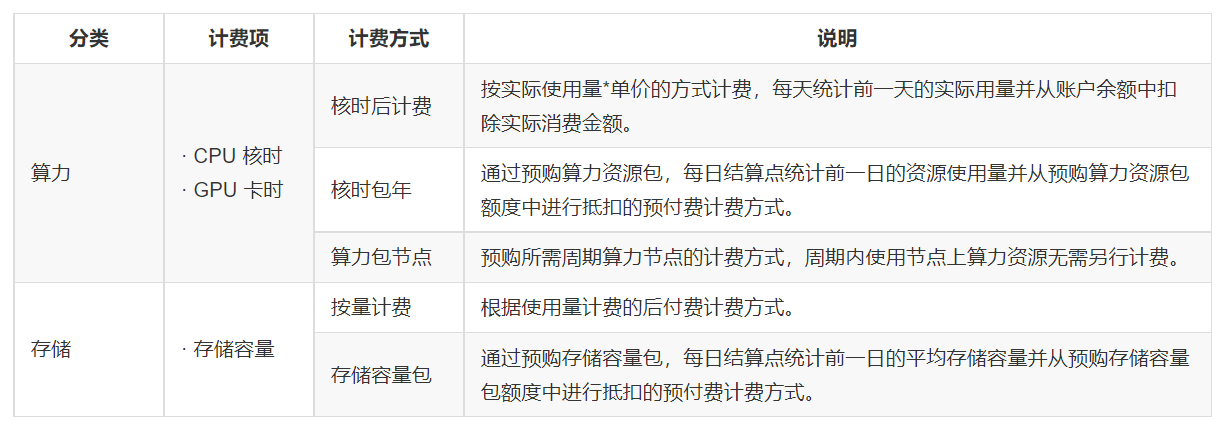 分类
计费项
计费方式
说明
算力
· CPU 核时
· GPU 卡时
核时后计费
按实际使用量*单价的方式计费，每天统计前一天的实际用量并从账户余额中扣
除实际消费金额。
核时包年
通过预购算力资源包，每日结算点统计前一日的资源使用量并从预购算力资源包
额度中进行抵扣的预付费计费方式。
算力包节点
预购所需周期算力节点的计费方式，周期内使用节点上算力资源无需另行计费。
存储
· 存储容量
按量计费
根据使用量计费的后付费计费方式。
存储容量包
通过预购存储容量包，每日结算点统计前一日的平均存储容量并从预购存储容量
包额度中进行抵扣的预付费计费方式。